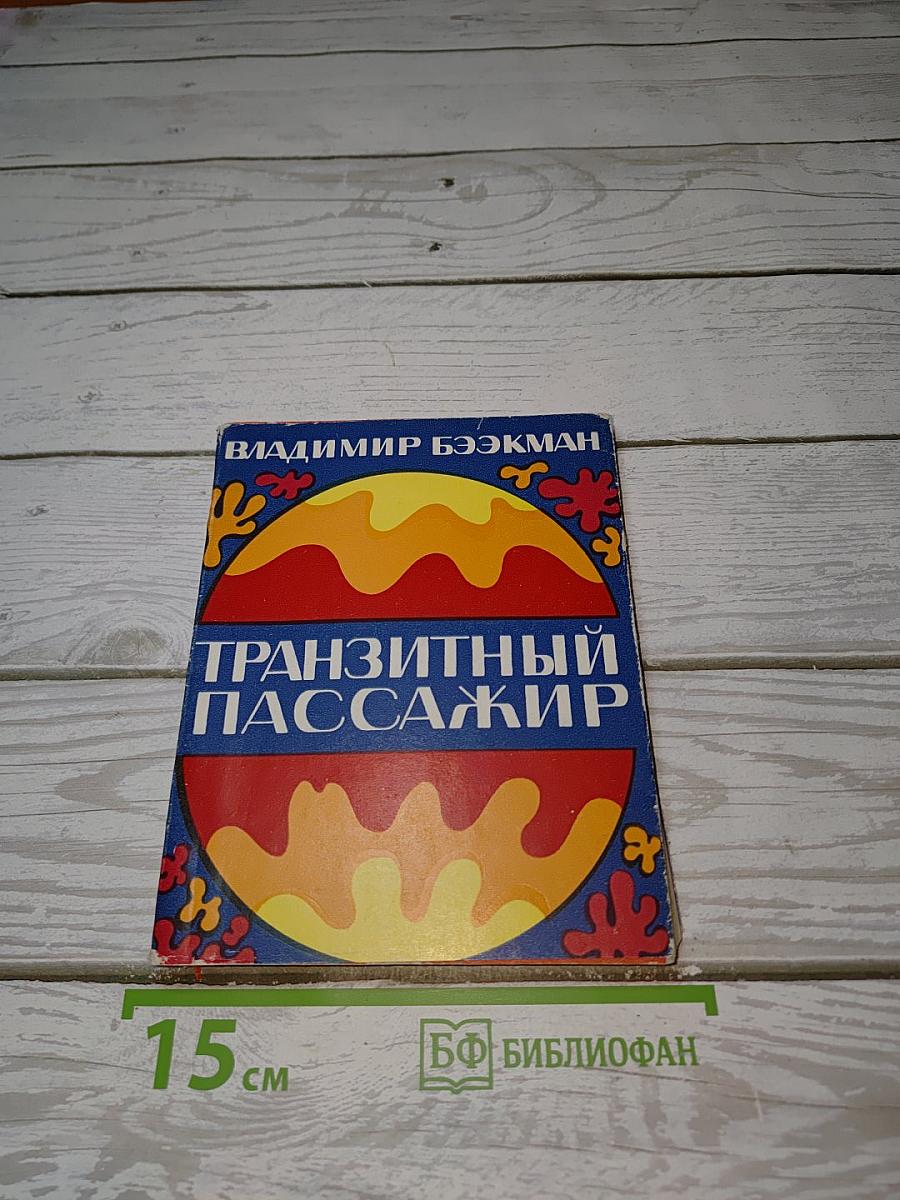 ВЛАДИМИР БЭЭКМАН
ТРАНЗИТНЫЙ
ПАССАЖИР
15 см
БФ БИБЛИОФАН